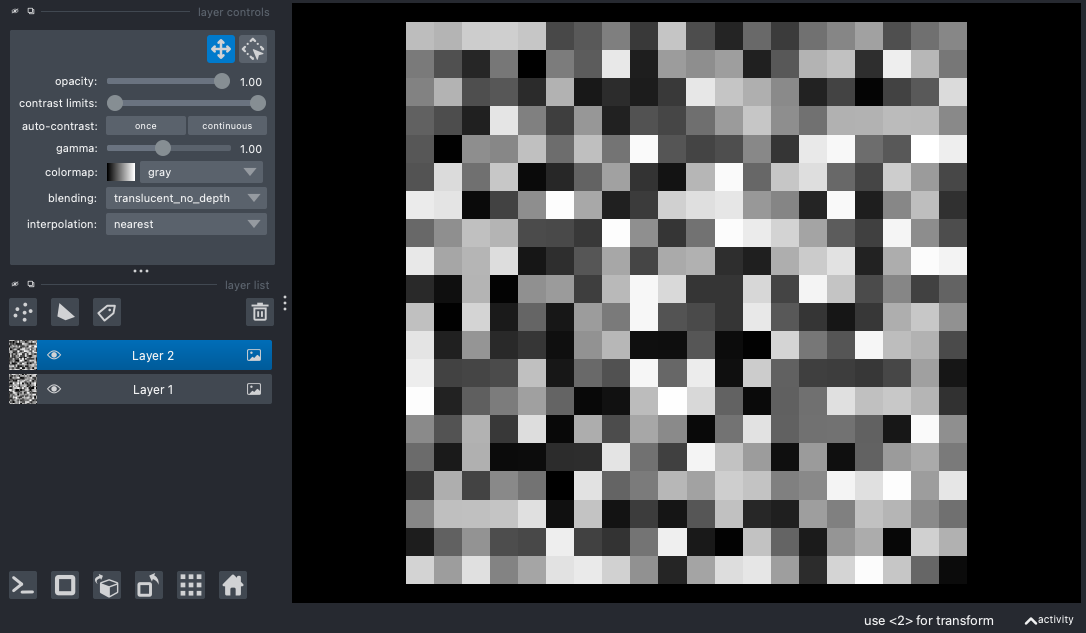 layer controls
opacity: 1.00
contrast limits:
auto-contrast: once continuous
gamma: 1.00
colormap: gray
blending: translucent_no_depth
interpolation: nearest
layer list
Layer 2
Layer 1
use <2> for transform activity